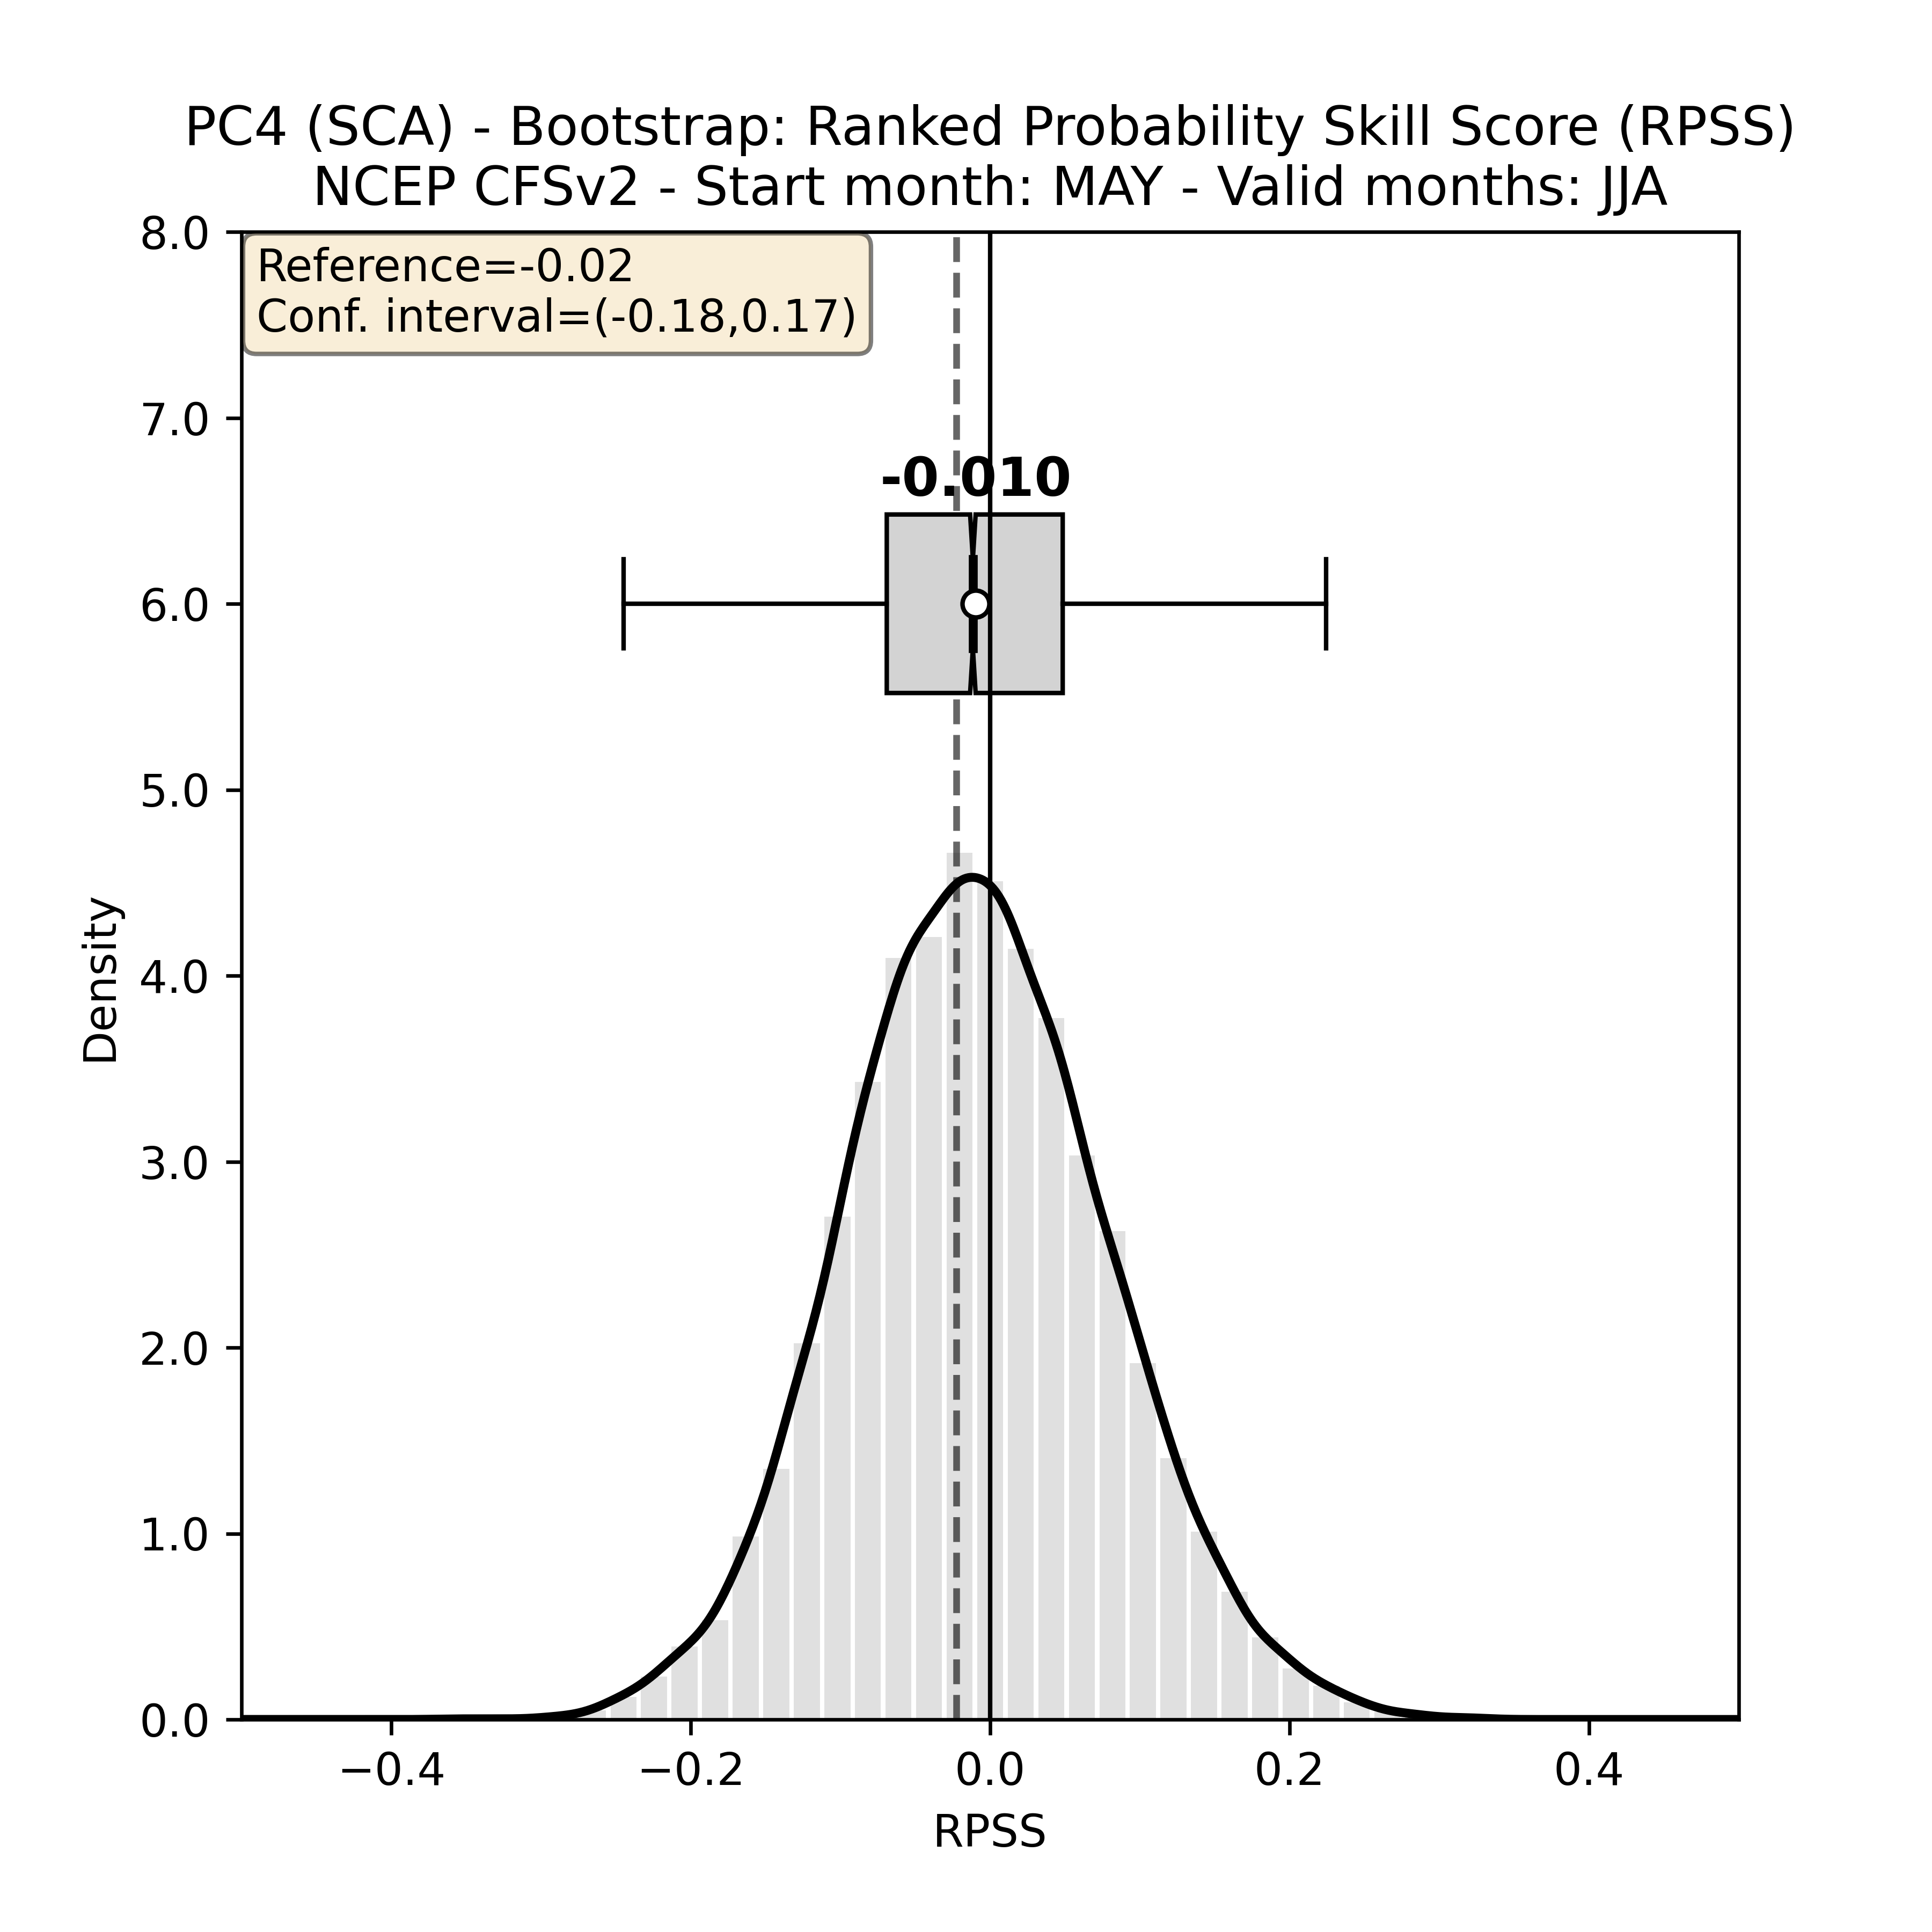 PC4 (SCA) - Bootstrap: Ranked Probability Skill Score (RPSS)
NCEP CFSv2 - Start month: MAY - Valid months: JJA
8.0
Reference=-0.02
Conf. interval=(-0.18,0.17)
7.0
-0.010
6.0
5.0
Density
4.0
3.0
2.0
1.0
0.0
−0.4 −0.2 0.0 0.2 0.4
RPSS